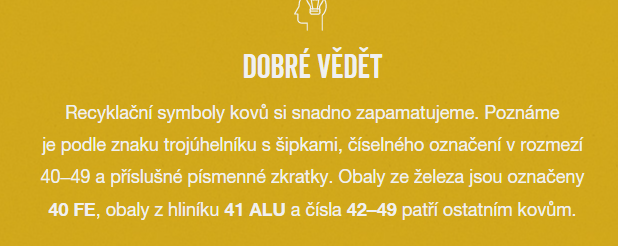 DOBRÉ VĚDĚT
Recyklační symboly kovů si snadno zapamatujeme. Poznáme
je podle znaku trojúhelníku s šipkami, číselného označení v rozmezí
40–49 a příslušné písmenné zkratky. Obaly ze železa jsou označeny
40 FE, obaly z hliníku 41 ALU a čísla 42–49 patří ostatním kovům.